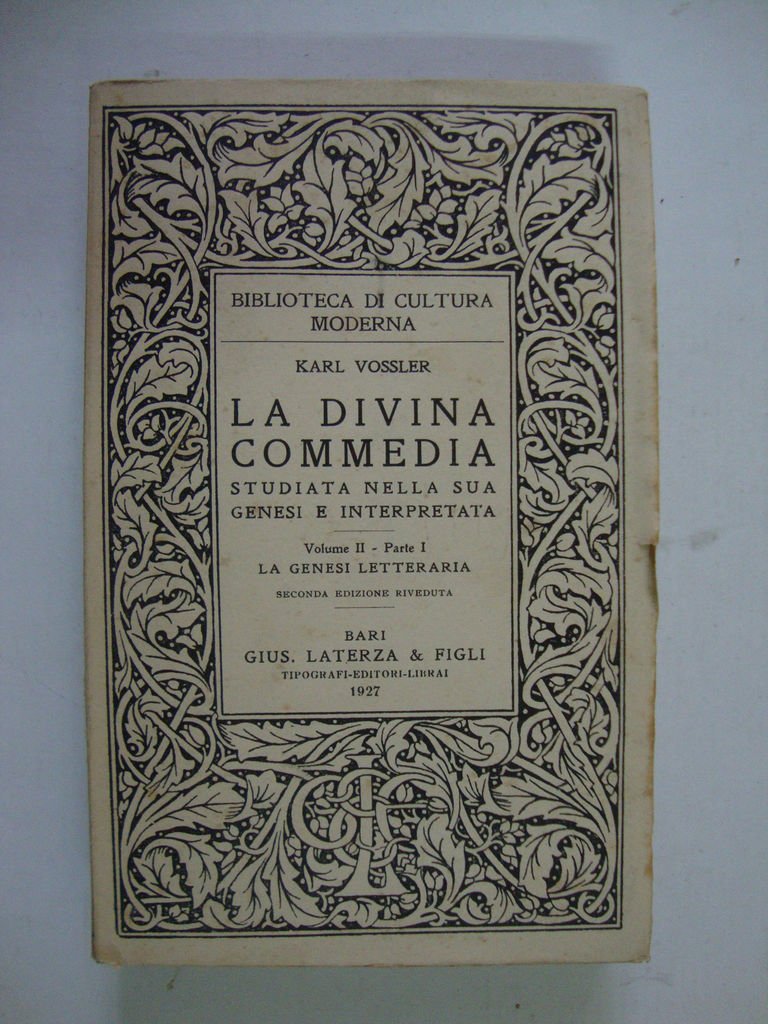 BIBLIOTECA DI CULTURA
MODERNA
KARL VOSSLER
LA DIVINA
COMMEDIA
STUDIATA NELLA SUA
GENESI E INTERPRETATA
Volume II - Parte I
LA GENESI LETTERARIA
SECONDA EDIZIONE RIVEDUTA
BARI
GIUS. LATERZA & FIGLI
TIPOGRAFI-EDITORI-LIBRAI
1927